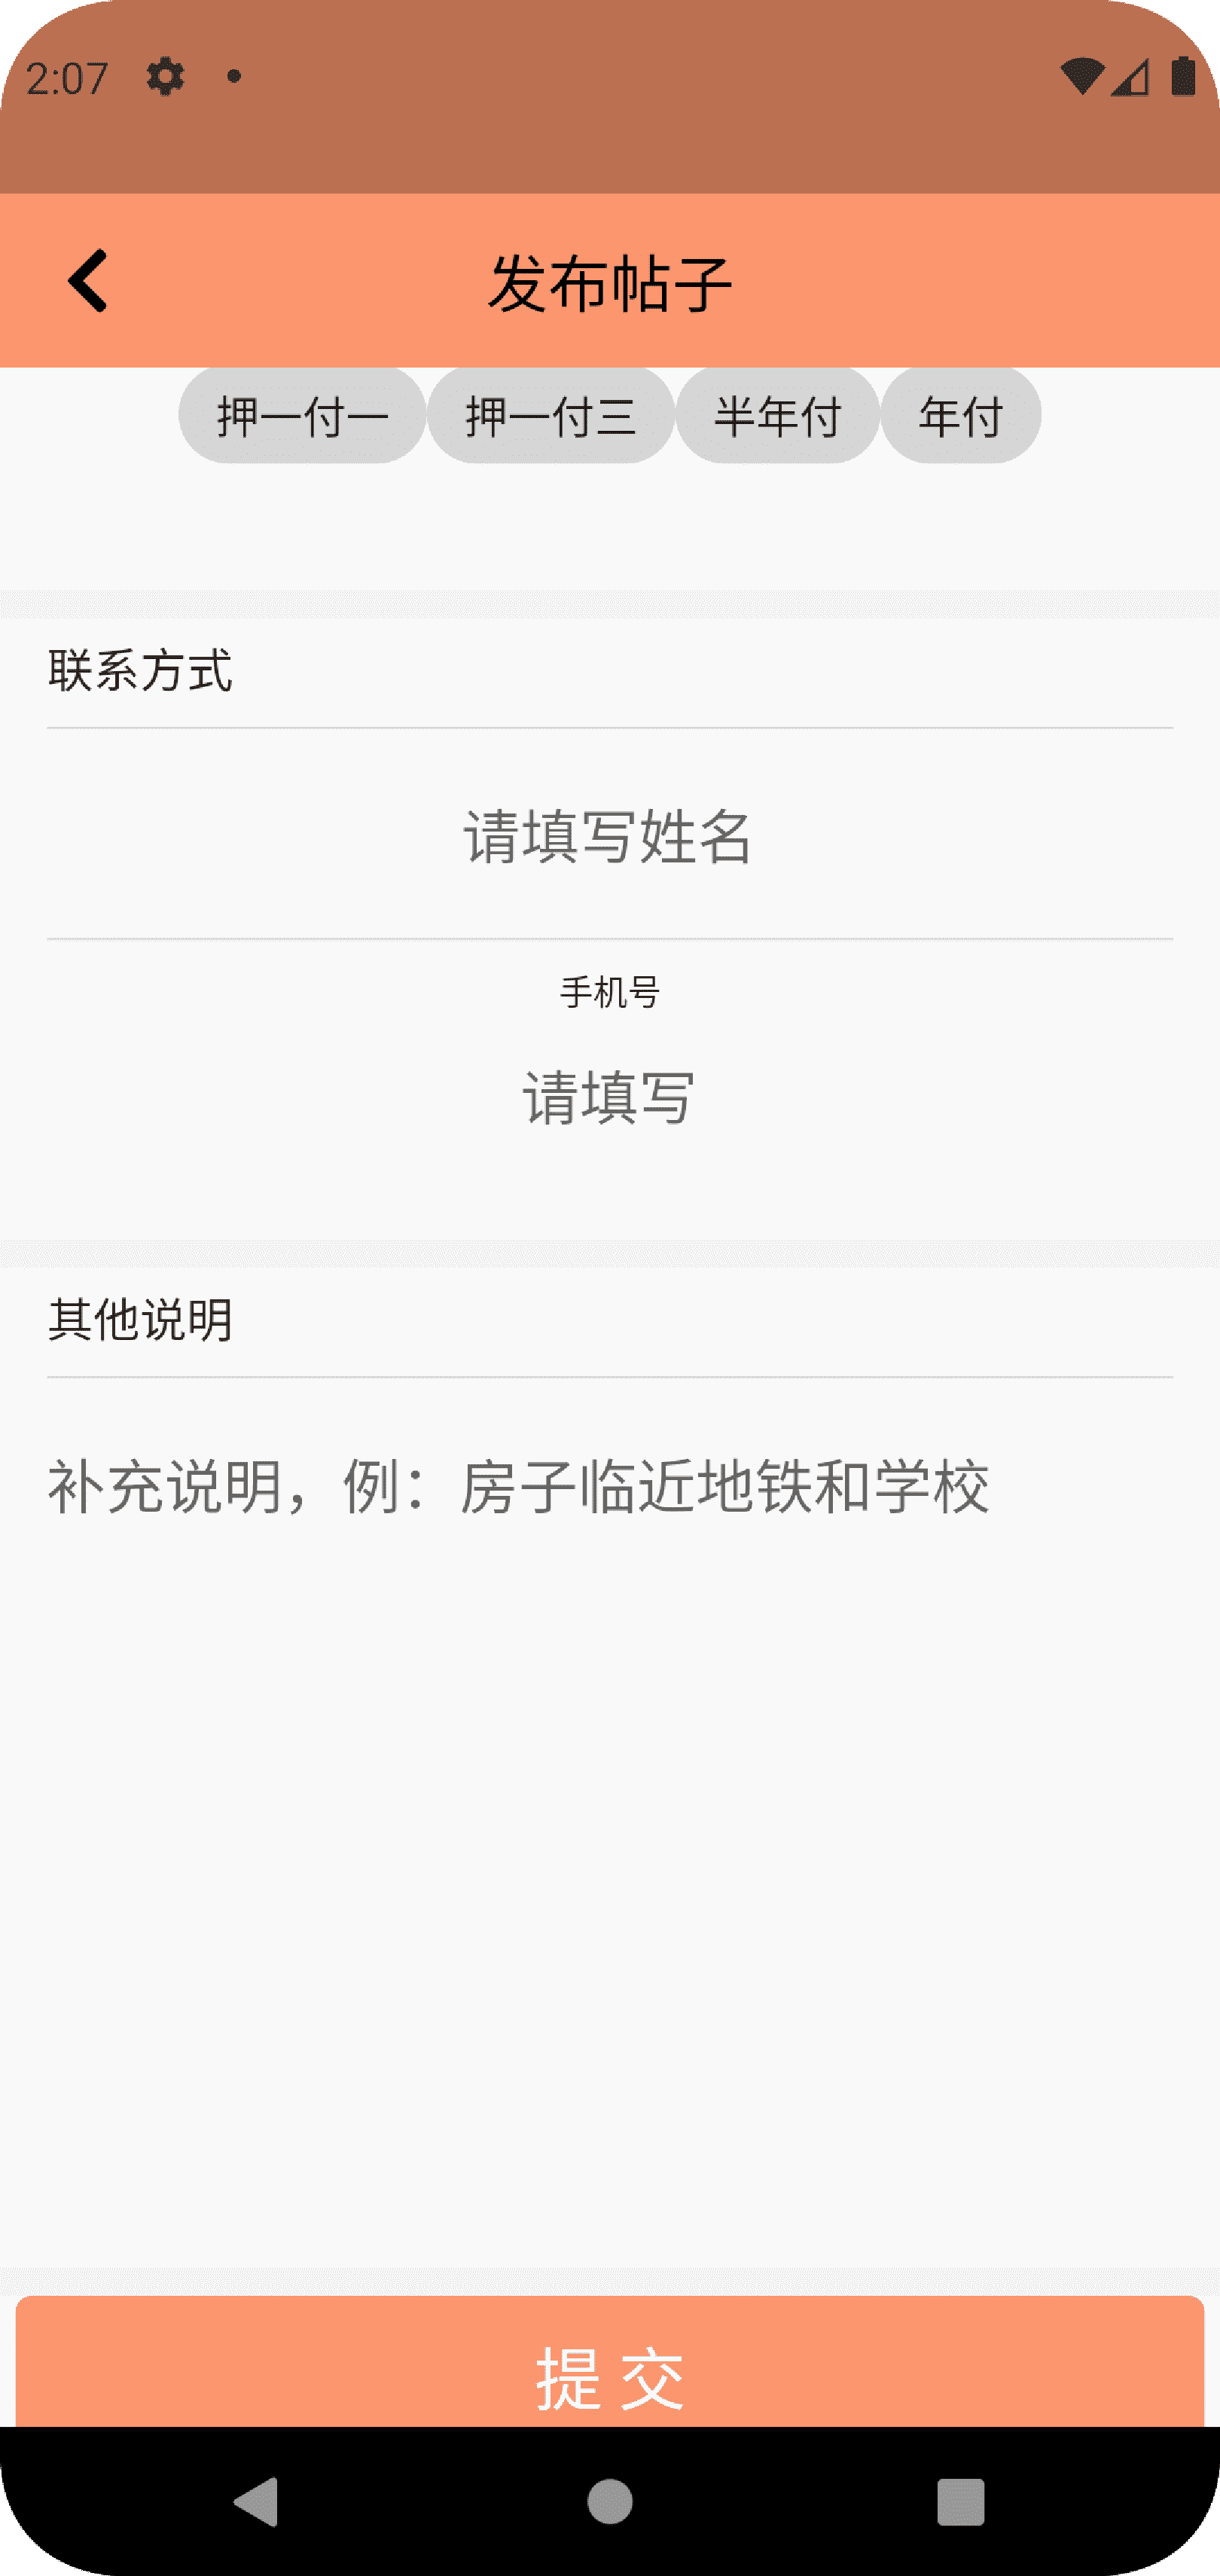 2:07
发布帖子
押一付一 押一付三 半年付 年付
联系方式
请填写姓名
手机号
请填写
其他说明
补充说明，例：房子临近地铁和学校
提交